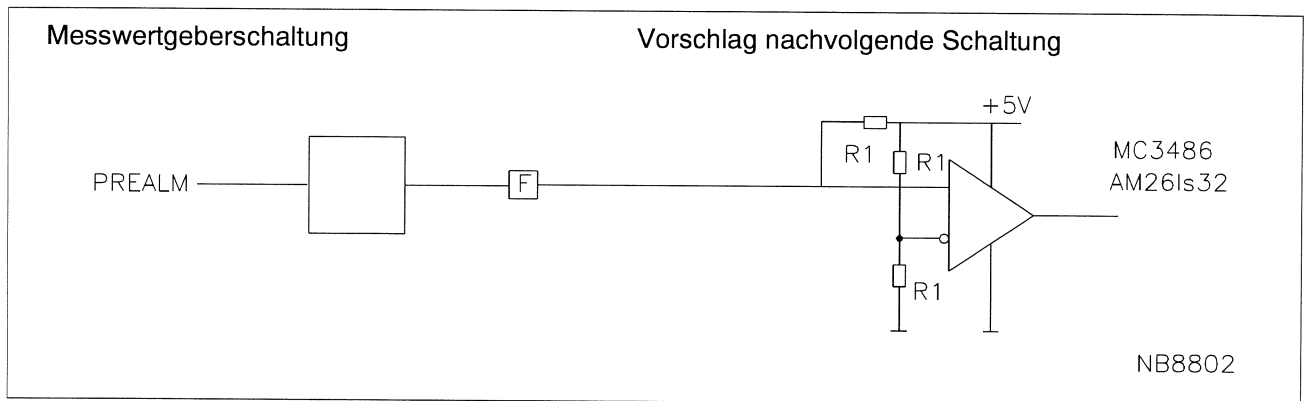 Messwertgeberschaltung
Vorschlag nachvolgende Schaltung
+5V
R1
R1
MC3486
PREALM
F
AM26ls32
R1
NB8802